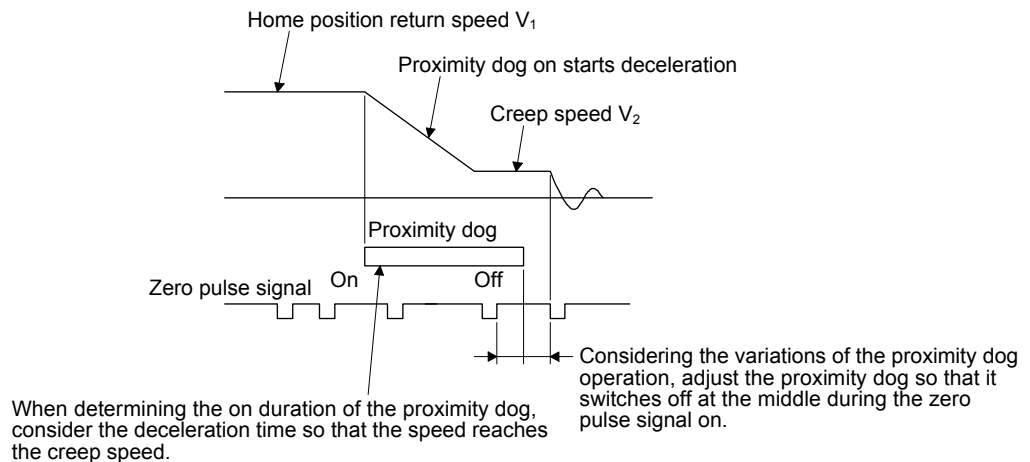 Home position return speed V₁
Proximity dog on starts deceleration
Creep speed V₂
Proximity dog
On
Off
Zero pulse signal
Considering the variations of the proximity dog
operation, adjust the proximity dog so that it
switches off at the middle during the zero
pulse signal on.
When determining the on duration of the proximity dog,
consider the deceleration time so that the speed reaches
the creep speed.